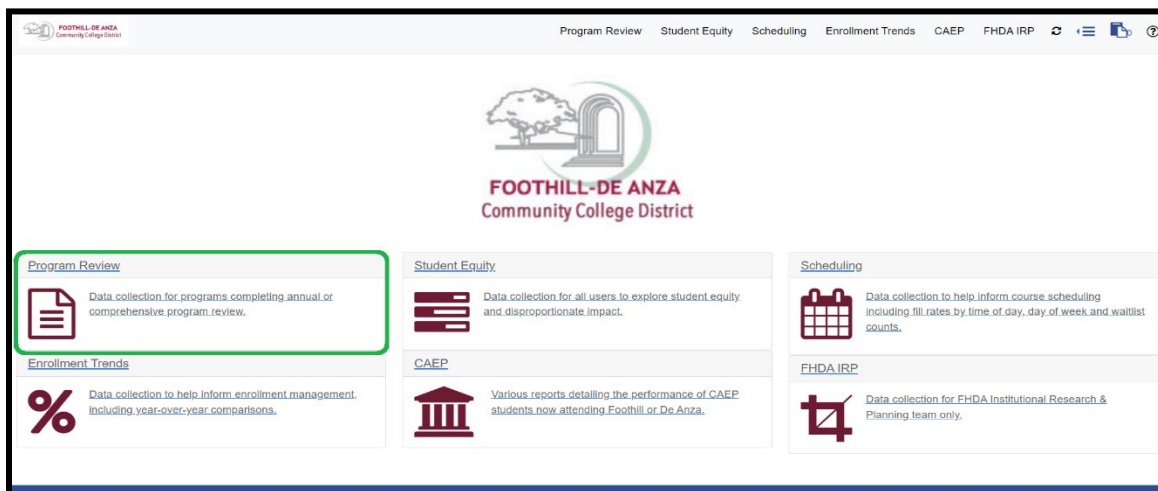 FOOTHILL-DE ANZA
Community College District
Program Review Student Equity Scheduling Enrollment Trends CAEP FHDA IRP
FOOTHILL-DE ANZA
Community College District
Program Review
Data collection for programs completing annual or
comprehensive program review.
Student Equity
Data collection for all users to explore student equity
and disproportionate impact.
Scheduling
Data collection to help inform course scheduling
including fill rates by time of day, day of week and waitlist
counts.
Enrollment Trends
Data collection to help inform enrollment management,
including year-over-year comparisons.
CAEP
Various reports detailing the performance of CAEP
students now attending Foothill or De Anza.
FHDA IRP
Data collection for FHDA Institutional Research &
Planning team only.